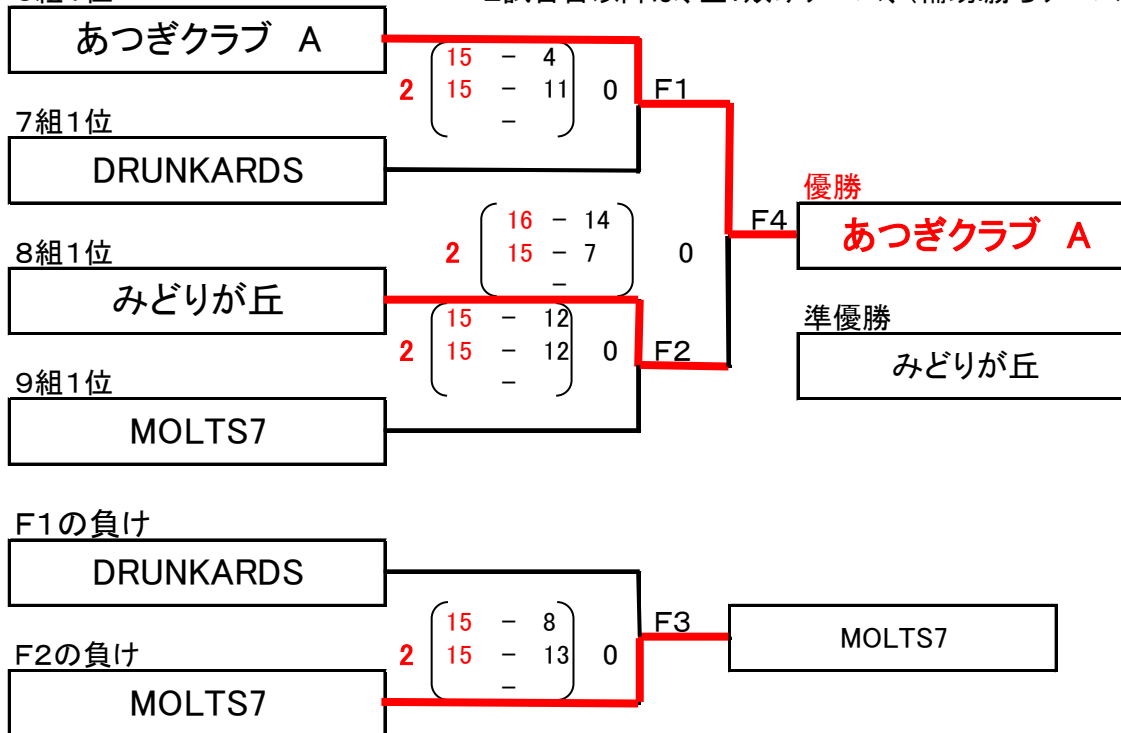 あつぎクラブ A
15 - 4
2 15 - 11 0 F1
-
7組1位
DRUNKARDS
優勝
16 - 14 F4 あつぎクラブ A
2 15 - 7 0
-
8組1位
みどりが丘
準優勝
15 - 12
2 15 - 12 0 F2
-
みどりが丘
9組1位
MOLTS7
F1の負け
DRUNKARDS
15 - 8 F3 MOLTS7
2 15 - 13 0
-
F2の負け
MOLTS7